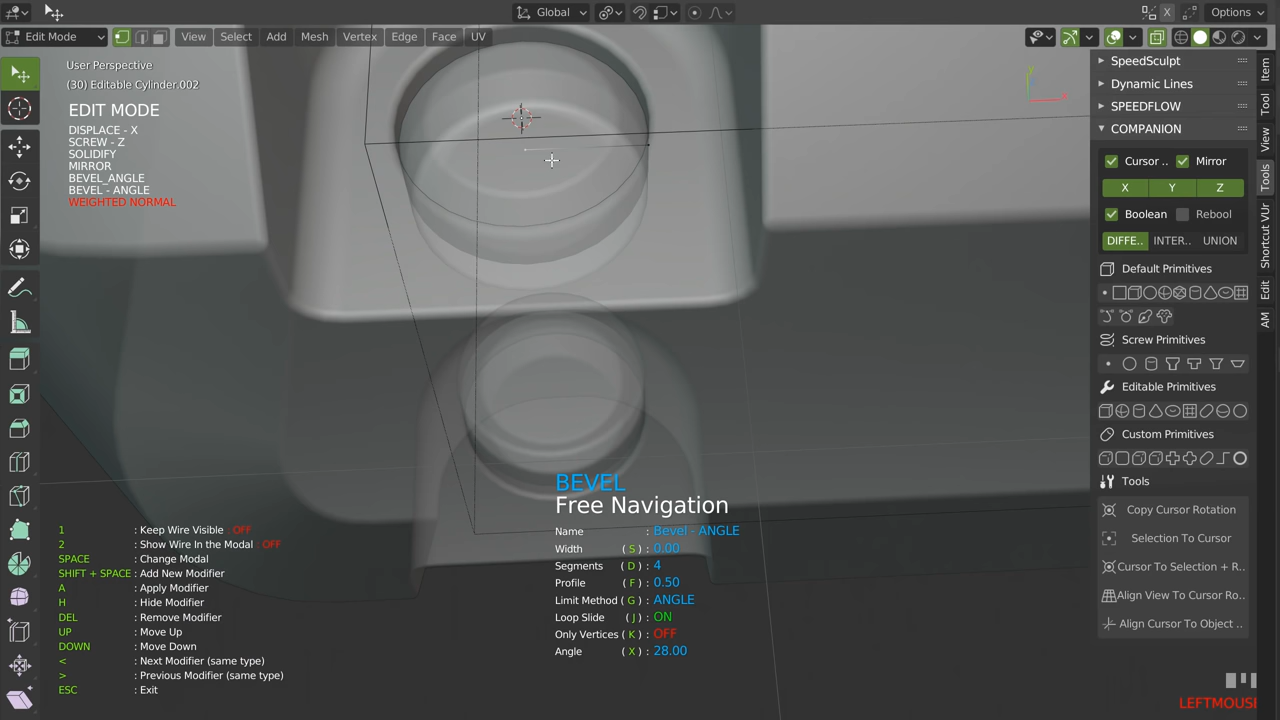 Global
Options
Edit Mode
View Select Add Mesh Vertex Edge Face UV
User Perspective
(30) Editable Cylinder.002
EDIT MODE
DISPLACE - X
SCREW - Z
SOLIDIFY
MIRROR
BEVEL_ANGLE
BEVEL - ANGLE
WEIGHTED NORMAL
SpeedSculpt
Dynamic Lines
SPEEDFLOW
COMPANION
Cursor .. Mirror
X Y Z
Boolean Rebool
DIFFE.. INTER.. UNION
Default Primitives
Screw Primitives
Editable Primitives
Custom Primitives
Tools
Copy Cursor Rotation
Selection To Cursor
Cursor To Selection + R..
Align View To Cursor Ro..
Align Cursor To Object ..
Item
Tool
View
Tools
Shortcut VUr
Edit
AM
BEVEL
Free Navigation
Name : Bevel - ANGLE
Width ( S ) : 0.00
Segments ( D ) : 4
Profile ( F ) : 0.50
Limit Method ( G ) : ANGLE
Loop Slide ( J ) : ON
Only Vertices ( K ) : OFF
Angle ( X ) : 28.00
1 : Keep Wire Visible : OFF
2 : Show Wire In the Modal : OFF
SPACE : Change Modal
SHIFT + SPACE : Add New Modifier
A : Apply Modifier
H : Hide Modifier
DEL : Remove Modifier
UP : Move Up
DOWN : Move Down
< : Next Modifier (same type)
> : Previous Modifier (same type)
ESC : Exit
LEFTMOUSI